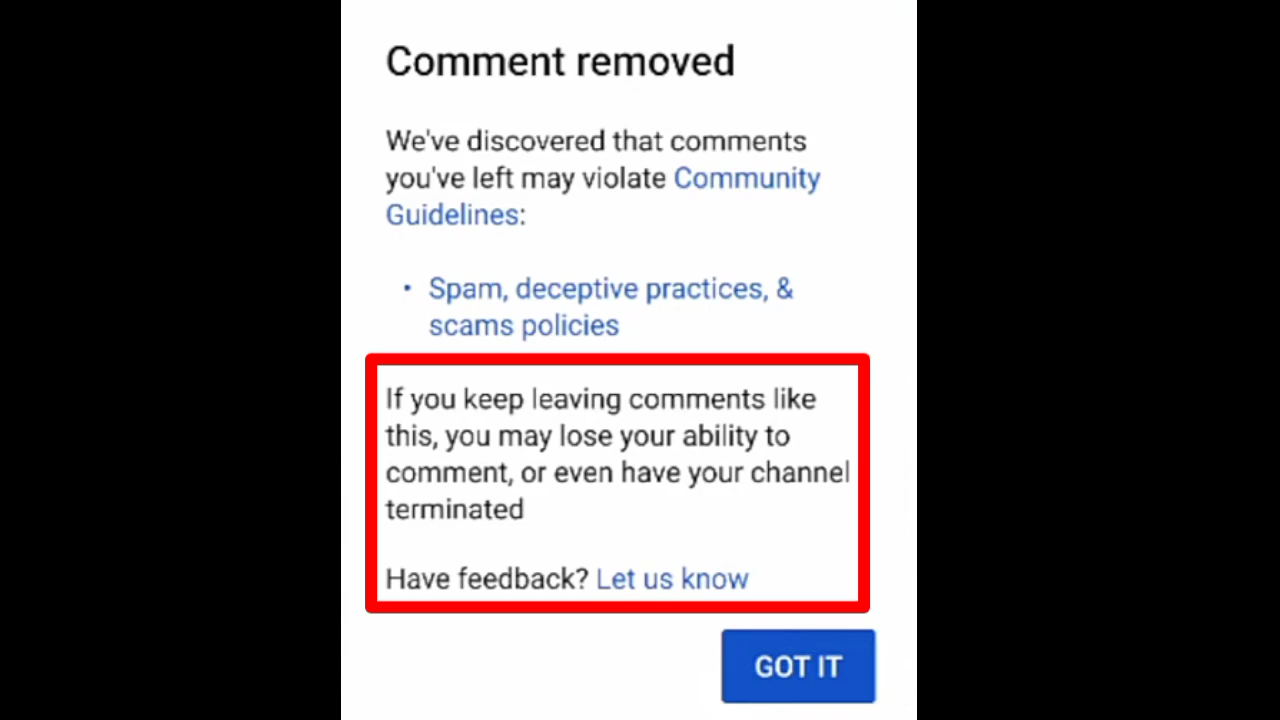 Comment removed
We've discovered that comments
you've left may violate Community
Guidelines:
• Spam, deceptive practices, &
scams policies
If you keep leaving comments like
this, you may lose your ability to
comment, or even have your channel
terminated
Have feedback? Let us know
GOT IT